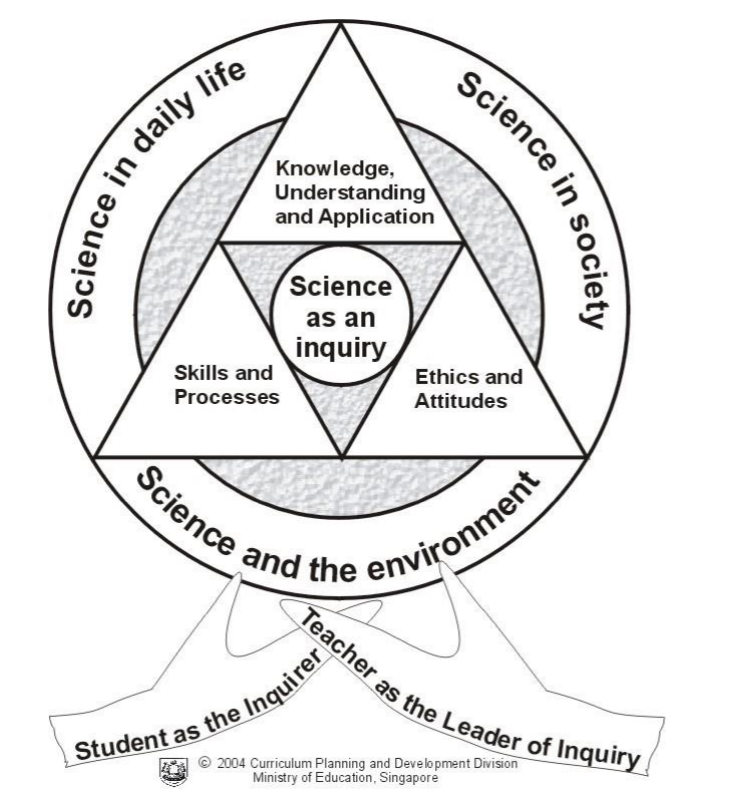 Science in daily life
Science in society
Knowledge,
Understanding
and Application
Science
as an
inquiry
Skills and
Processes
Ethics and
Attitudes
Science and the environment
Student as the Inquirer
Teacher as the Leader of Inquiry
© 2004 Curriculum Planning and Development Division
Ministry of Education, Singapore